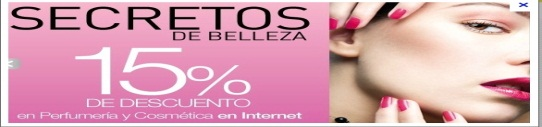 SECRETOS
DE BELLEZA
15%
DE DESCUENTO
en Perfumería y Cosmética en Internet